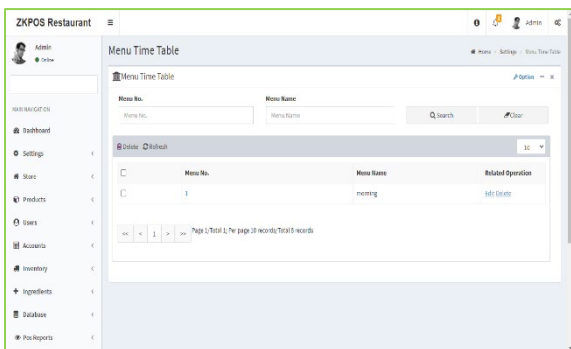 ZKPOS Restaurant
0
Admin
Admin
Online
Menu Time Table
Home > Settings > Menu Time Table
Menu Time Table
Option
Menu No.
Menu Name
Menu No.
Menu Name
Search
Clear
MAIN NAVIGATION
Dashboard
Settings
Store
Products
Users
Accounts
Inventory
Ingredients
Database
Pos Reports
Delete Refresh
10
Menu No. Menu Name Related Operation
1 morning Edit Delete
<< < 1 > >> Page 1/Total 1; Per page 10 records/Total
records